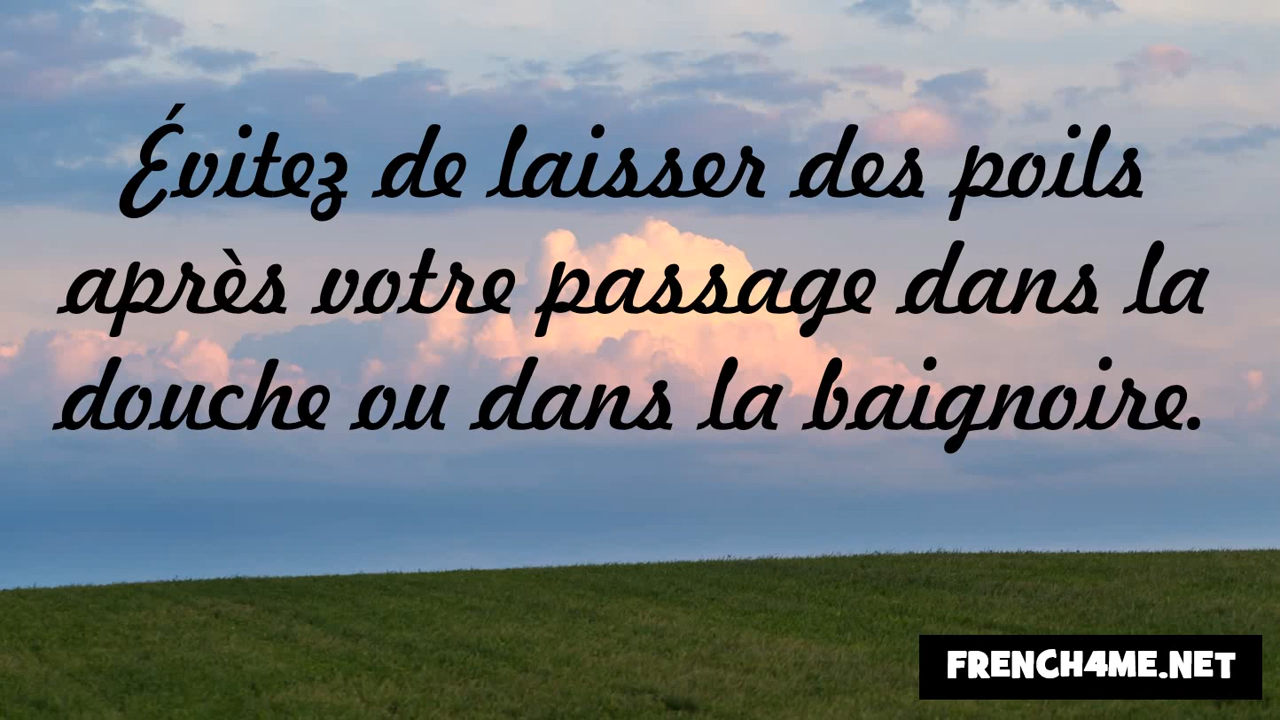 Évitez de laisser des poils
après votre passage dans la
douche ou dans la baignoire.
FRENCH4ME.NET